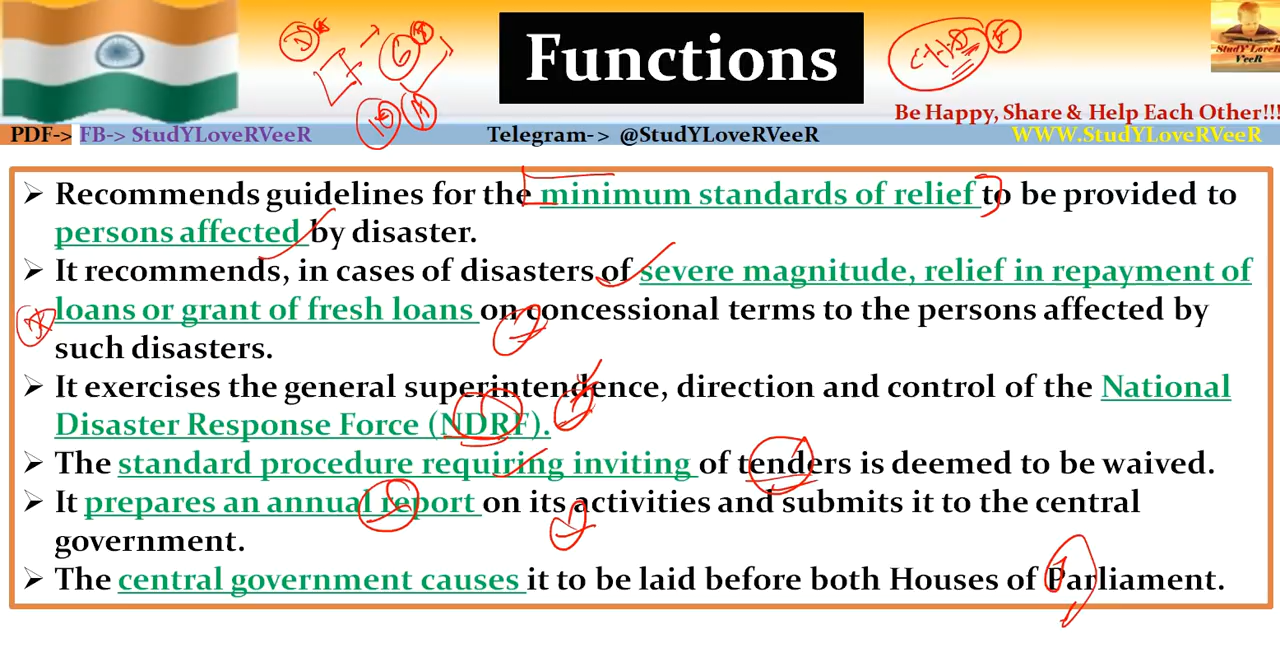 Functions
StudY LoveR
VeeR
Be Happy, Share & Help Each Other!!!
PDF-> FB-> StudYLoveRVeeR Telegram-> @StudYLoveRVeeR WWW.StudYLoveRVeeR
➢ Recommends guidelines for the minimum standards of relief to be provided to
persons affected by disaster.
➢ It recommends, in cases of disasters of severe magnitude, relief in repayment of
loans or grant of fresh loans on concessional terms to the persons affected by
such disasters.
➢ It exercises the general superintendence, direction and control of the National
Disaster Response Force (NDRF).
➢ The standard procedure requiring inviting of tenders is deemed to be waived.
➢ It prepares an annual report on its activities and submits it to the central
government.
➢ The central government causes it to be laid before both Houses of Parliament.